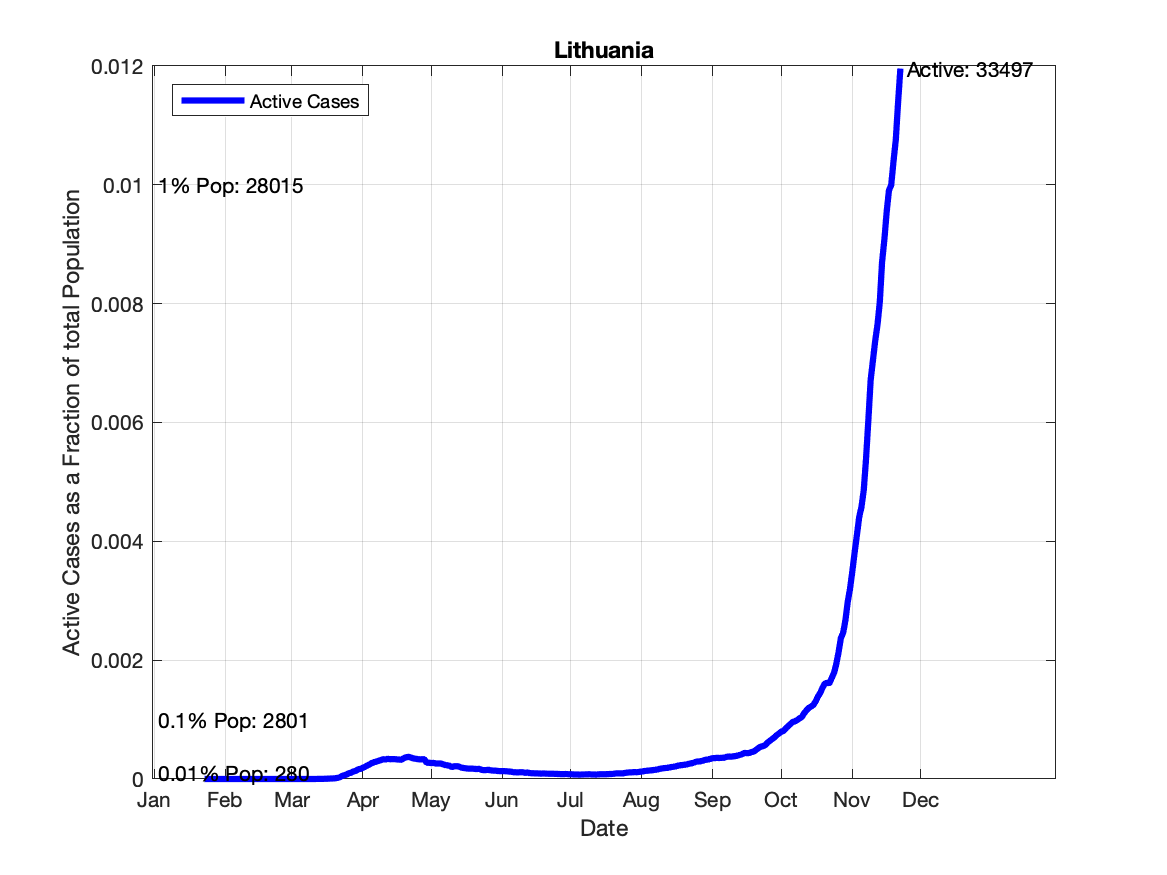 Lithuania
0.012
Active: 33497
Active Cases
0.01
1% Pop: 28015
0.008
0.006
0.004
0.002
0.1% Pop: 2801
0.01% Pop: 280
0
Active Cases as a Fraction of total Population
Jan Feb Mar Apr May Jun Jul Aug Sep Oct Nov Dec
Date